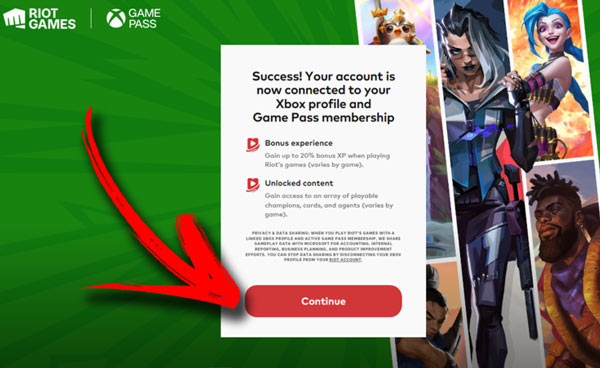 RIOT
GAMES
XBOX
GAME
PASS
Success! Your account is
now connected to your
Xbox profile and
Game Pass membership
Bonus experience
Gain up to 20% bonus XP when playing
Riot's games (varies by game).
Unlocked content
Gain access to an array of playable
champions, cards, and agents (varies by
game).
PRIVACY & DATA SHARING: WHEN YOU PLAY RIOT'S GAMES WITH A
LINKED XBOX PROFILE AND ACTIVE GAME PASS MEMBERSHIP, WE SHARE
GAMEPLAY DATA WITH MICROSOFT FOR ACCOUNTING, INTERNAL
REPORTING, BUSINESS PLANNING, AND PRODUCT IMPROVEMENT
EFFORTS. YOU CAN STOP DATA SHARING BY DISCONNECTING YOUR XBOX
PROFILE FROM YOUR RIOT ACCOUNT.
Continue